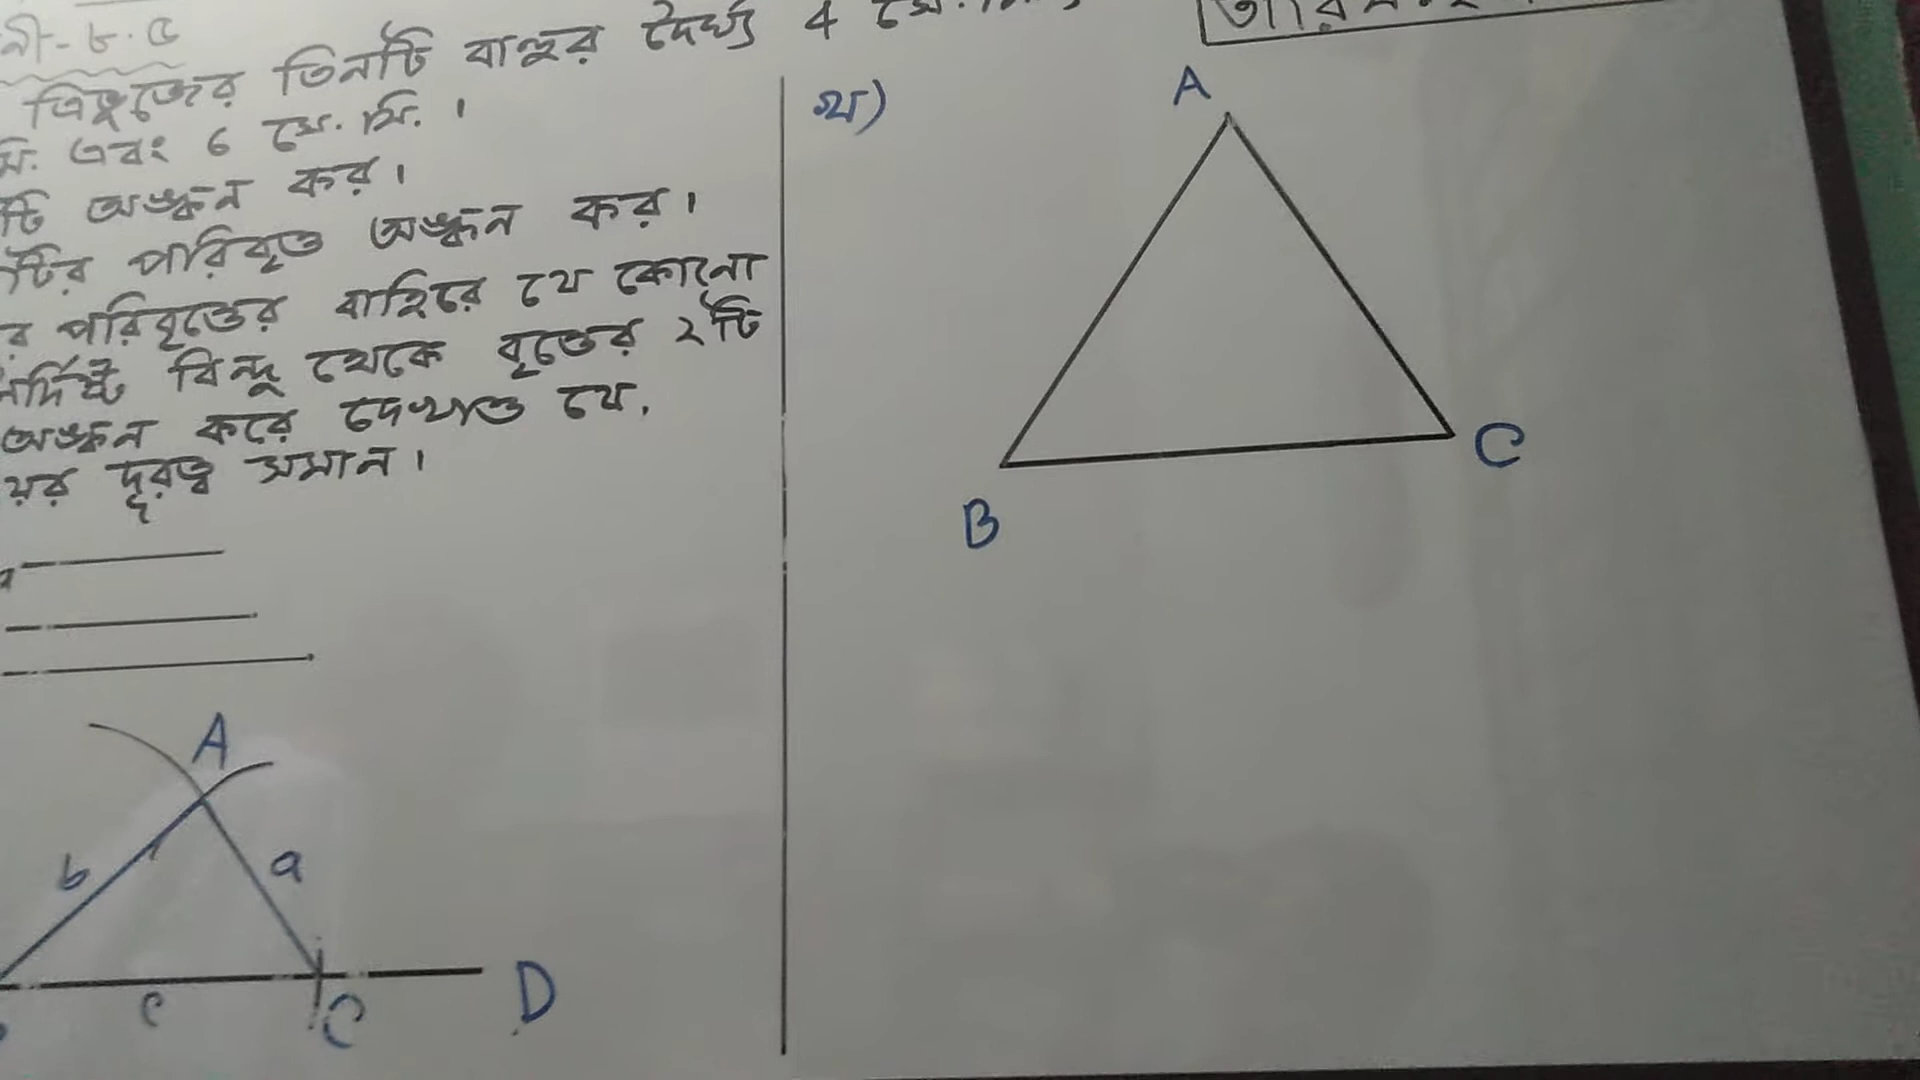 নী-৮.৫
ত্রিভুজের তিনটি বাহুর দৈর্ঘ্য 4 সে.মি.,
মি. এবং 6 সে.মি.।
টি অঙ্কন কর।
টির পরিবৃত্ত অঙ্কন কর।
র পরিবৃত্তের বাহিরে যে কোনো
নির্দিষ্ট বিন্দু থেকে বৃত্তের ২টি
অঙ্কন করে দেখাও যে,
য়ের দূরত্ব সমান।
খ)
A
B
C
A
b
a
c
C
D